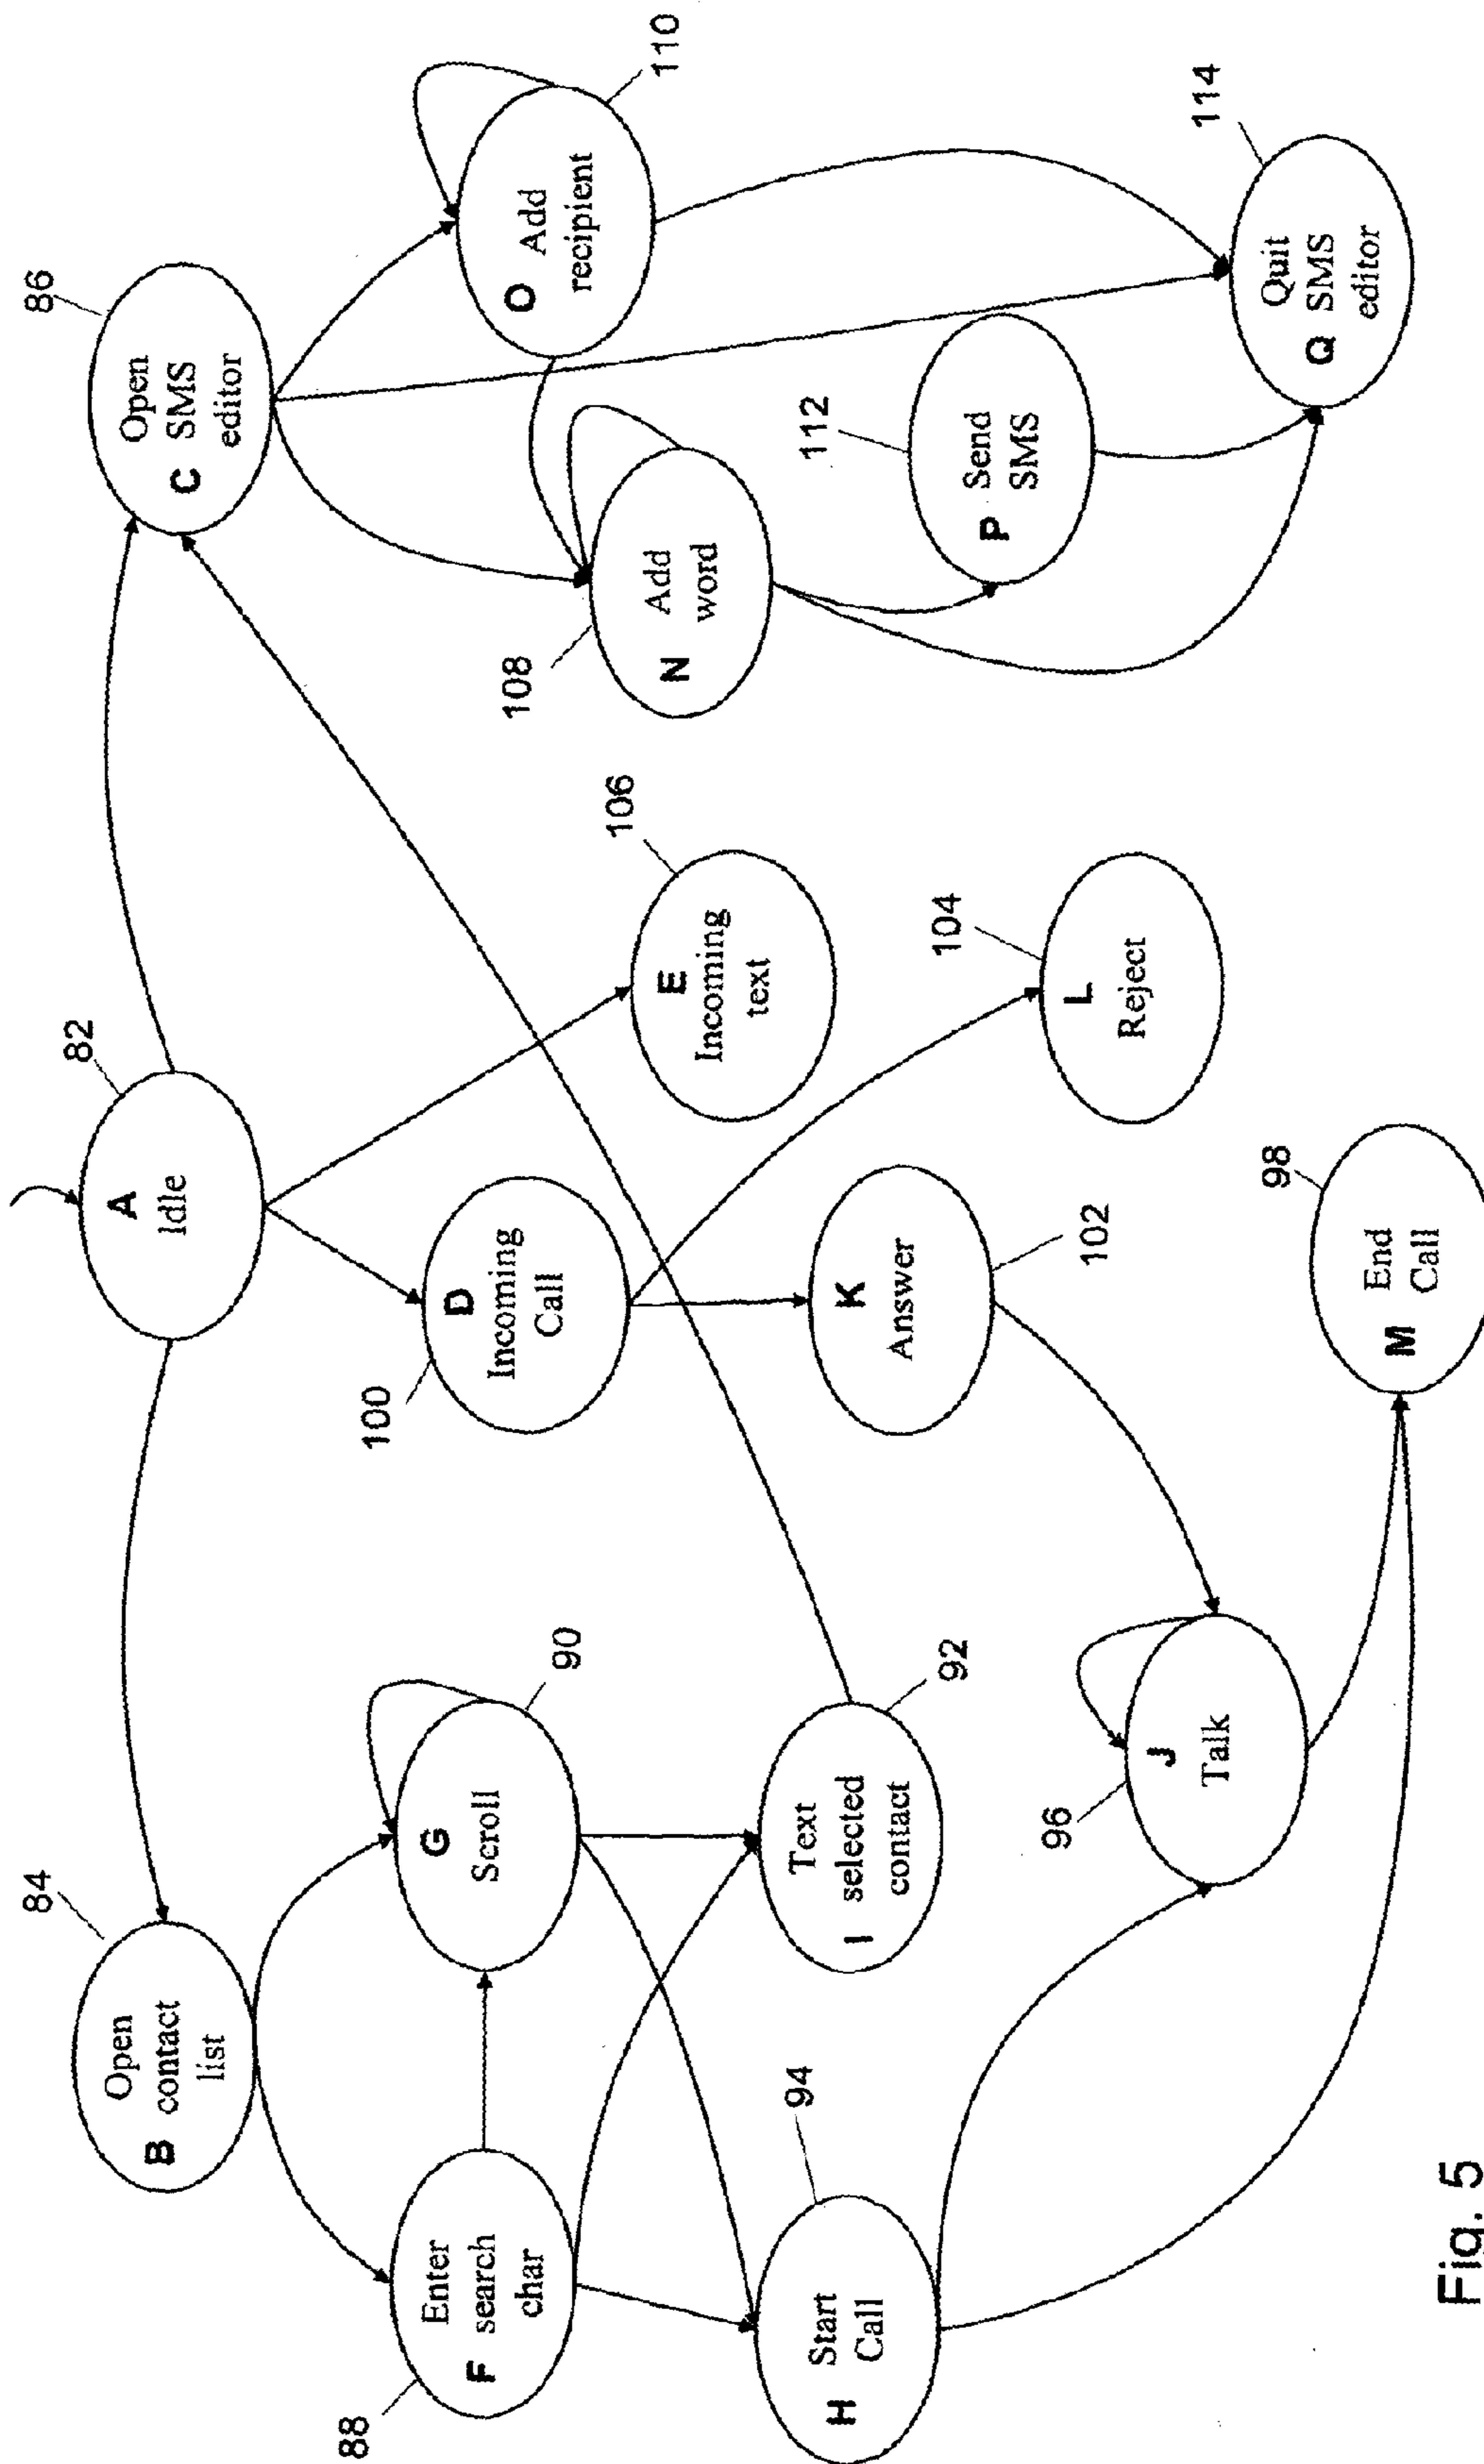 82
A
Idle
84
Open
contact
B
list
86
Open
SMS
C
editor
100
D
Incoming
Call
106
E
Incoming
text
88
Enter
search
F
char
90
G
Scroll
108
Add
N
word
110
O
Add
recipient
94
Start
H
Call
92
Text
selected
I
contact
102
K
Answer
104
L
Reject
112
Send
P
SMS
96
J
Talk
98
End
M
Call
114
Quit
SMS
Q
editor
Fig. 5